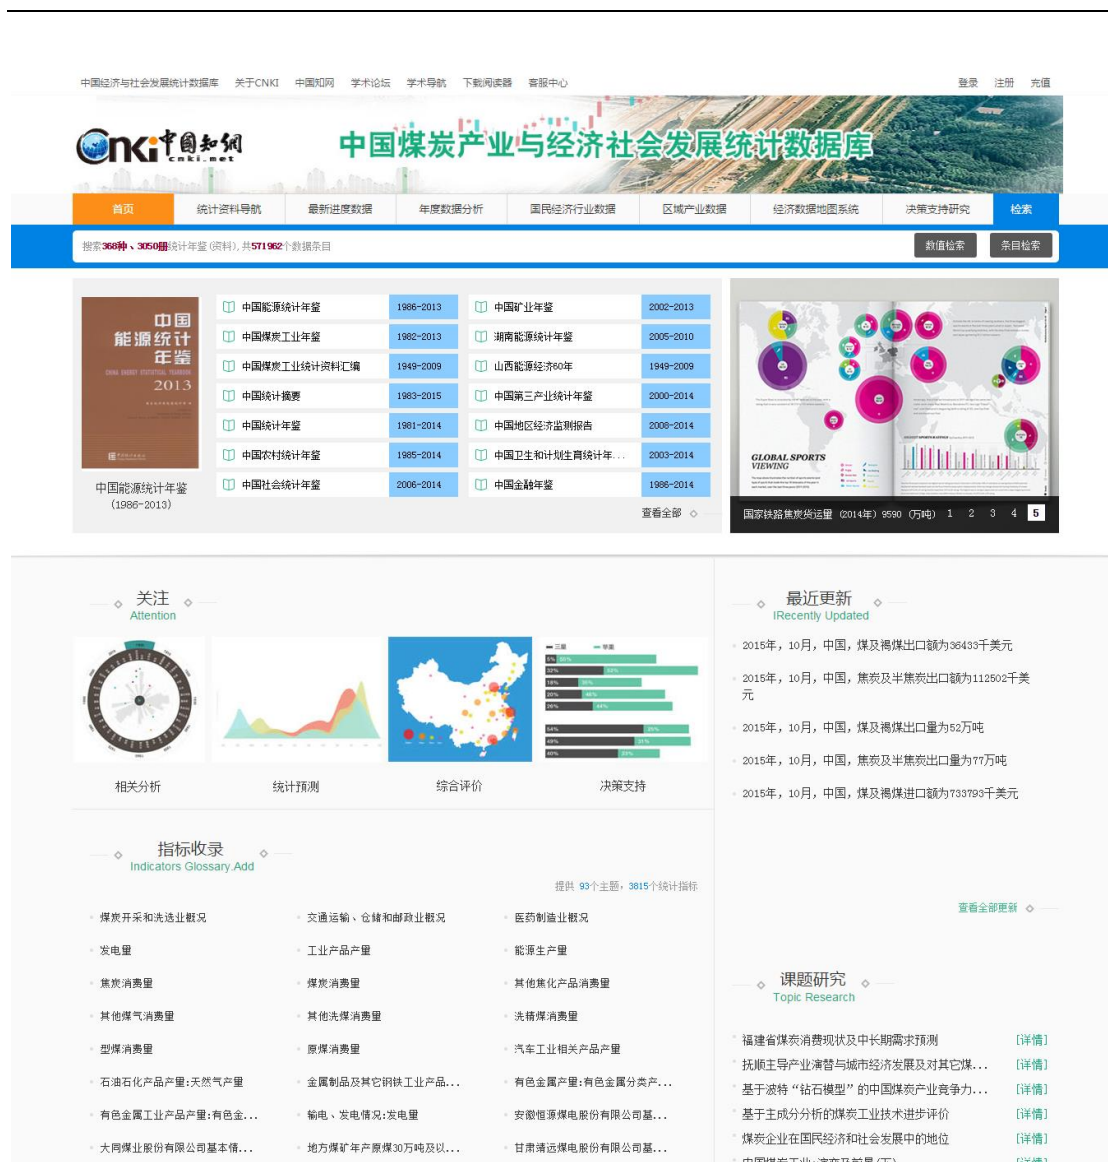 中国经济与社会发展统计数据库 关于CNKI 中国知网 学术论坛 学术导航 下载阅读器 客服中心 登录 注册 充值
Cnki 中国知网
cnki.net
中国煤炭产业与经济社会发展统计数据库
首页 统计资料导航 最新进度数据 年度数据分析 国民经济行业数据 区域产业数据 经济数据地图系统 决策支持研究 检索
搜索368种、3050册统计年鉴(资料),共571962个数据条目 数值检索 条目检索
中国
能源统计
年鉴
CHINA ENERGY STATISTICAL YEARBOOK
2013
中国能源统计年鉴
(1986-2013)
中国能源统计年鉴 1986-2013 中国矿业年鉴 2002-2013
中国煤炭工业年鉴 1982-2013 湖南能源统计年鉴 2005-2010
中国煤炭工业统计资料汇编 1949-2009 山西能源经济60年 1949-2009
中国统计摘要 1983-2015 中国第三产业统计年鉴 2000-2014
中国统计年鉴 1981-2014 中国地区经济监测报告 2008-2014
中国农村统计年鉴 1985-2014 中国卫生和计划生育统计年... 2003-2014
中国社会统计年鉴 2006-2014 中国金融年鉴 1986-2014
查看全部
GLOBAL SPORTS
VIEWING
国家铁路焦炭货运量 (2014年) 9590 (万吨) 1 2 3 4 5
关注
Attention
相关分析 统计预测 综合评价 决策支持
最近更新
IRecently Updated
2015年，10月，中国，煤及褐煤出口额为36433千美元
2015年，10月，中国，焦炭及半焦炭出口额为112502千美
元
2015年，10月，中国，煤及褐煤出口量为52万吨
2015年，10月，中国，焦炭及半焦炭出口量为77万吨
2015年，10月，中国，煤及褐煤进口额为733793千美元
查看全部更新
指标收录
Indicators Glossary.Add
提供 93个主题，3815个统计指标
煤炭开采和洗选业概况 交通运输、仓储和邮政业概况 医药制造业概况
发电量 工业产品产量 能源生产量
焦炭消费量 煤炭消费量 其他焦化产品消费量
其他煤气消费量 其他洗煤消费量 洗精煤消费量
型煤消费量 原煤消费量 汽车工业相关产品产量
石油石化产品产量:天然气产量 金属制品及其它钢铁工业产品... 有色金属产量:有色金属分类产...
有色金属工业产品产量:有色金... 输电、发电情况:发电量 安徽恒源煤电股份有限公司基...
大同煤业股份有限公司基本情... 地方煤矿年产原煤30万吨及以... 甘肃靖远煤电股份有限公司基...
课题研究
Topic Research
福建省煤炭消费现状及中长期需求预测 [详情]
抚顺主导产业演替与城市经济发展及对其它煤... [详情]
基于波特“钻石模型”的中国煤炭产业竞争力... [详情]
基于主成分分析的煤炭工业技术进步评价 [详情]
煤炭企业在国民经济和社会发展中的地位 [详情]